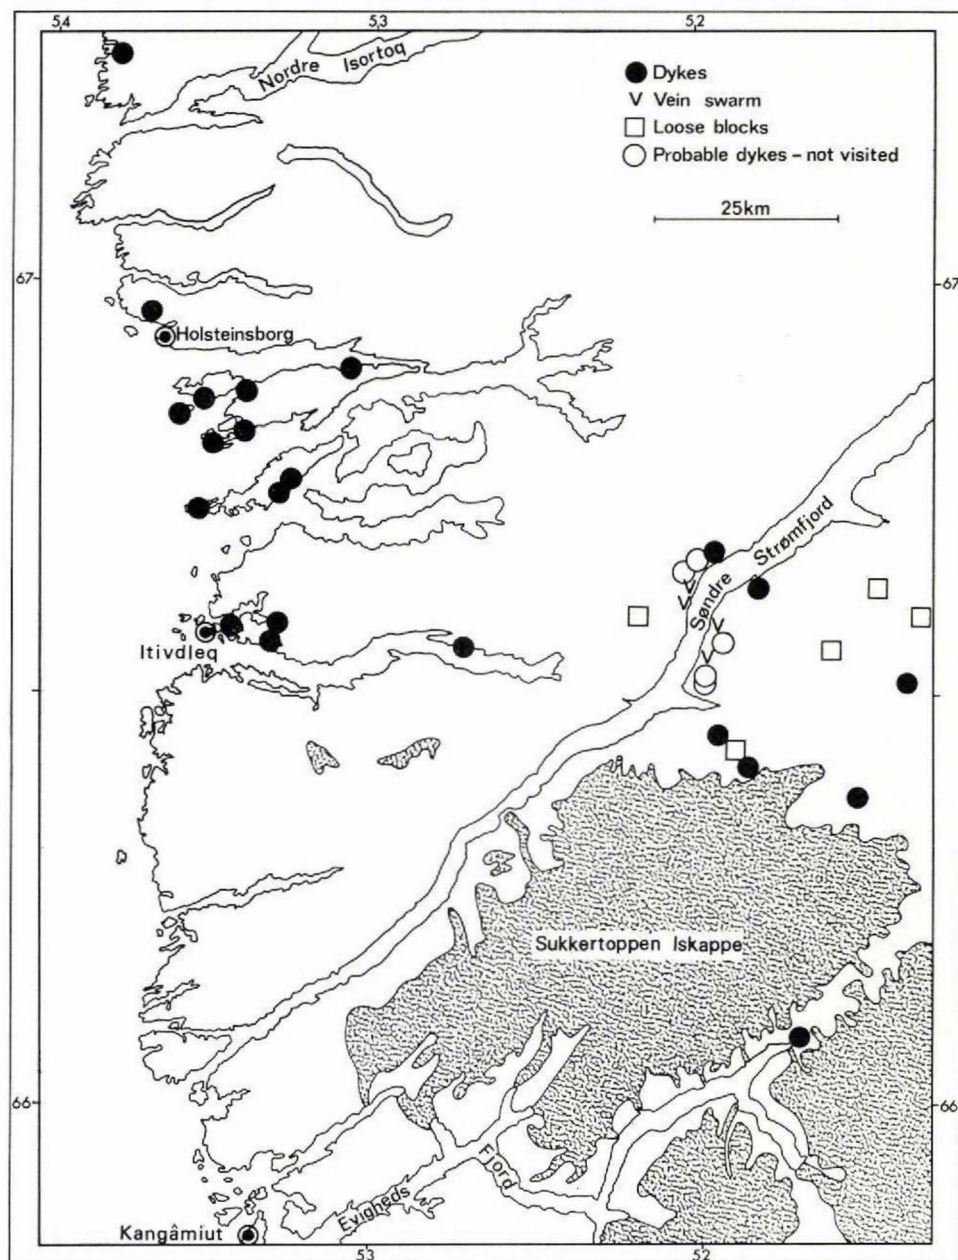 54
53
52
Nordre Isortoq
Dykes
v Vein swarm
Loose blocks
Probable dykes – not visited
25km
67
67
Holsteinsborg
Søndre Strømfjord
Itivdleq
Sukkertoppen Iskappe
66
66
Evigheds Fjord
Kangâmiut
53
52